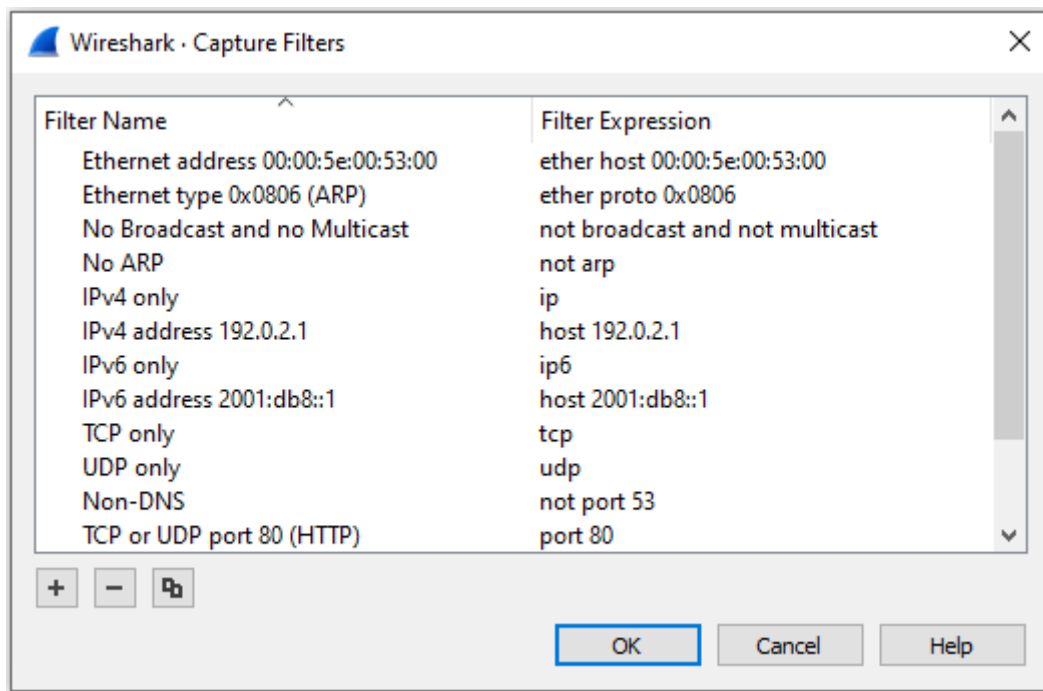 Wireshark · Capture Filters
Filter Name Filter Expression
Ethernet address 00:00:5e:00:53:00 ether host 00:00:5e:00:53:00
Ethernet type 0x0806 (ARP) ether proto 0x0806
No Broadcast and no Multicast not broadcast and not multicast
No ARP not arp
IPv4 only ip
IPv4 address 192.0.2.1 host 192.0.2.1
IPv6 only ip6
IPv6 address 2001:db8::1 host 2001:db8::1
TCP only tcp
UDP only udp
Non-DNS not port 53
TCP or UDP port 80 (HTTP) port 80
OK Cancel Help